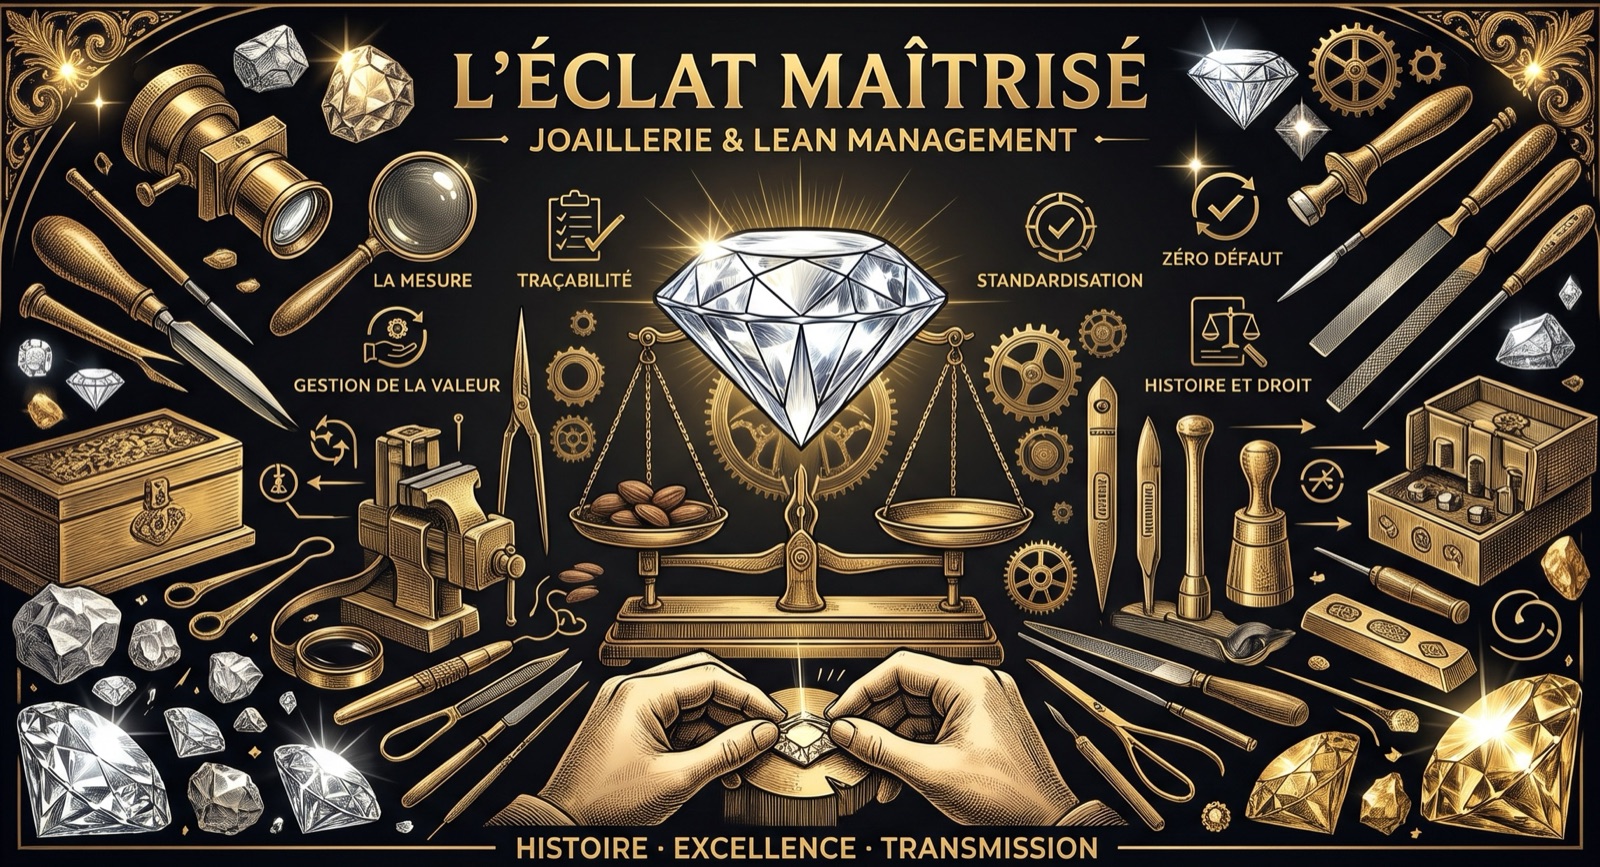 L'ÉCLAT MAÎTRISÉ
JOAILLERIE & LEAN MANAGEMENT
LA MESURE
TRAÇABILITÉ
STANDARDISATION
ZÉRO DÉFAUT
GESTION DE LA VALEUR
HISTOIRE ET DROIT
HISTOIRE · EXCELLENCE · TRANSMISSION